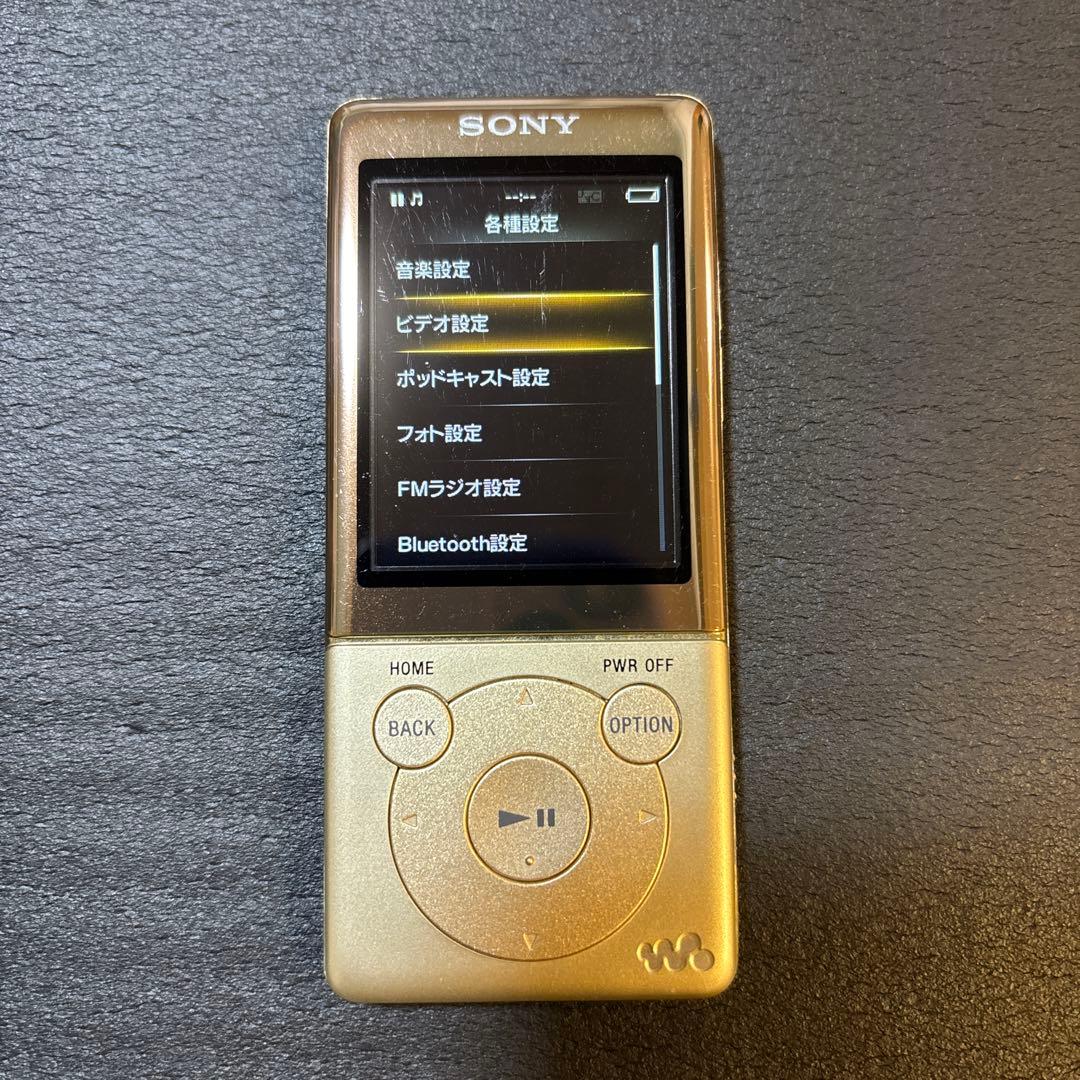 SONY
--:--
各種設定
音楽設定
ビデオ設定
ポッドキャスト設定
フォト設定
FMラジオ設定
Bluetooth設定
HOME
PWR OFF
BACK
OPTION